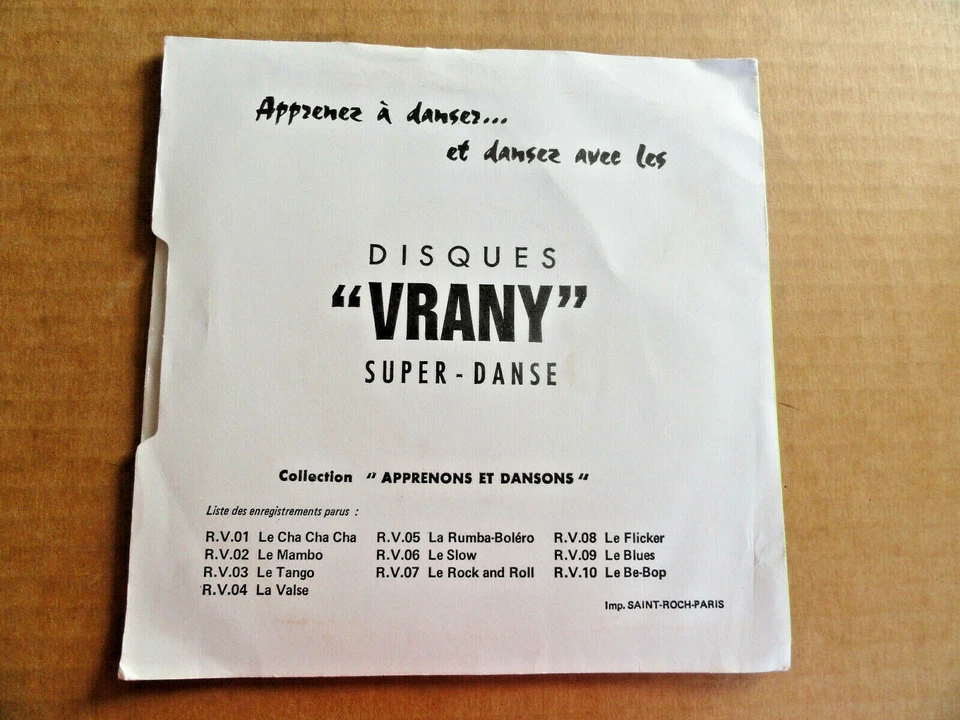 Apprenez à danser...
et dansez avec les
DISQUES
“VRANY”
SUPER - DANSE
Collection " APPRENONS ET DANSONS "
Liste des enregistrements parus :
R.V.01 Le Cha Cha Cha R.V.05 La Rumba-Boléro R.V.08 Le Flicker
R.V.02 Le Mambo R.V.06 Le Slow R.V.09 Le Blues
R.V.03 Le Tango R.V.07 Le Rock and Roll R.V.10 Le Be-Bop
R.V.04 La Valse
Imp. SAINT-ROCH-PARIS